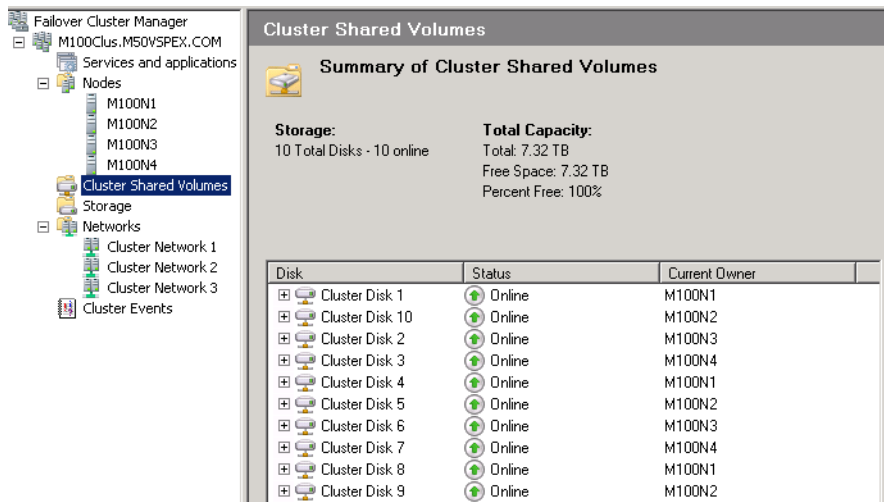 Failover Cluster Manager
M100Clus.M50VSPEX.COM
Services and applications
Nodes
M100N1
M100N2
M100N3
M100N4
Cluster Shared Volumes
Storage
Networks
Cluster Network 1
Cluster Network 2
Cluster Network 3
Cluster Events
Cluster Shared Volumes
Summary of Cluster Shared Volumes
Storage: Total Capacity:
10 Total Disks - 10 online Total: 7.32 TB
Free Space: 7.32 TB
Percent Free: 100%
Disk Status Current Owner
Cluster Disk 1 Online M100N1
Cluster Disk 10 Online M100N2
Cluster Disk 2 Online M100N3
Cluster Disk 3 Online M100N4
Cluster Disk 4 Online M100N1
Cluster Disk 5 Online M100N2
Cluster Disk 6 Online M100N3
Cluster Disk 7 Online M100N4
Cluster Disk 8 Online M100N1
Cluster Disk 9 Online M100N2